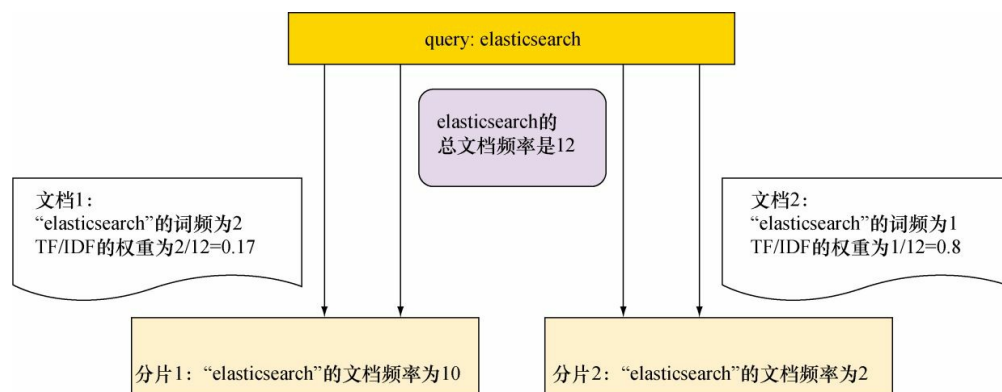 query: elasticsearch
elasticsearch的
总文档频率是12
文档1：
“elasticsearch”的词频为2
TF/IDF的权重为2/12=0.17
文档2：
“elasticsearch”的词频为1
TF/IDF的权重为1/12=0.8
分片1：“elasticsearch”的文档频率为10
分片2：“elasticsearch”的文档频率为2